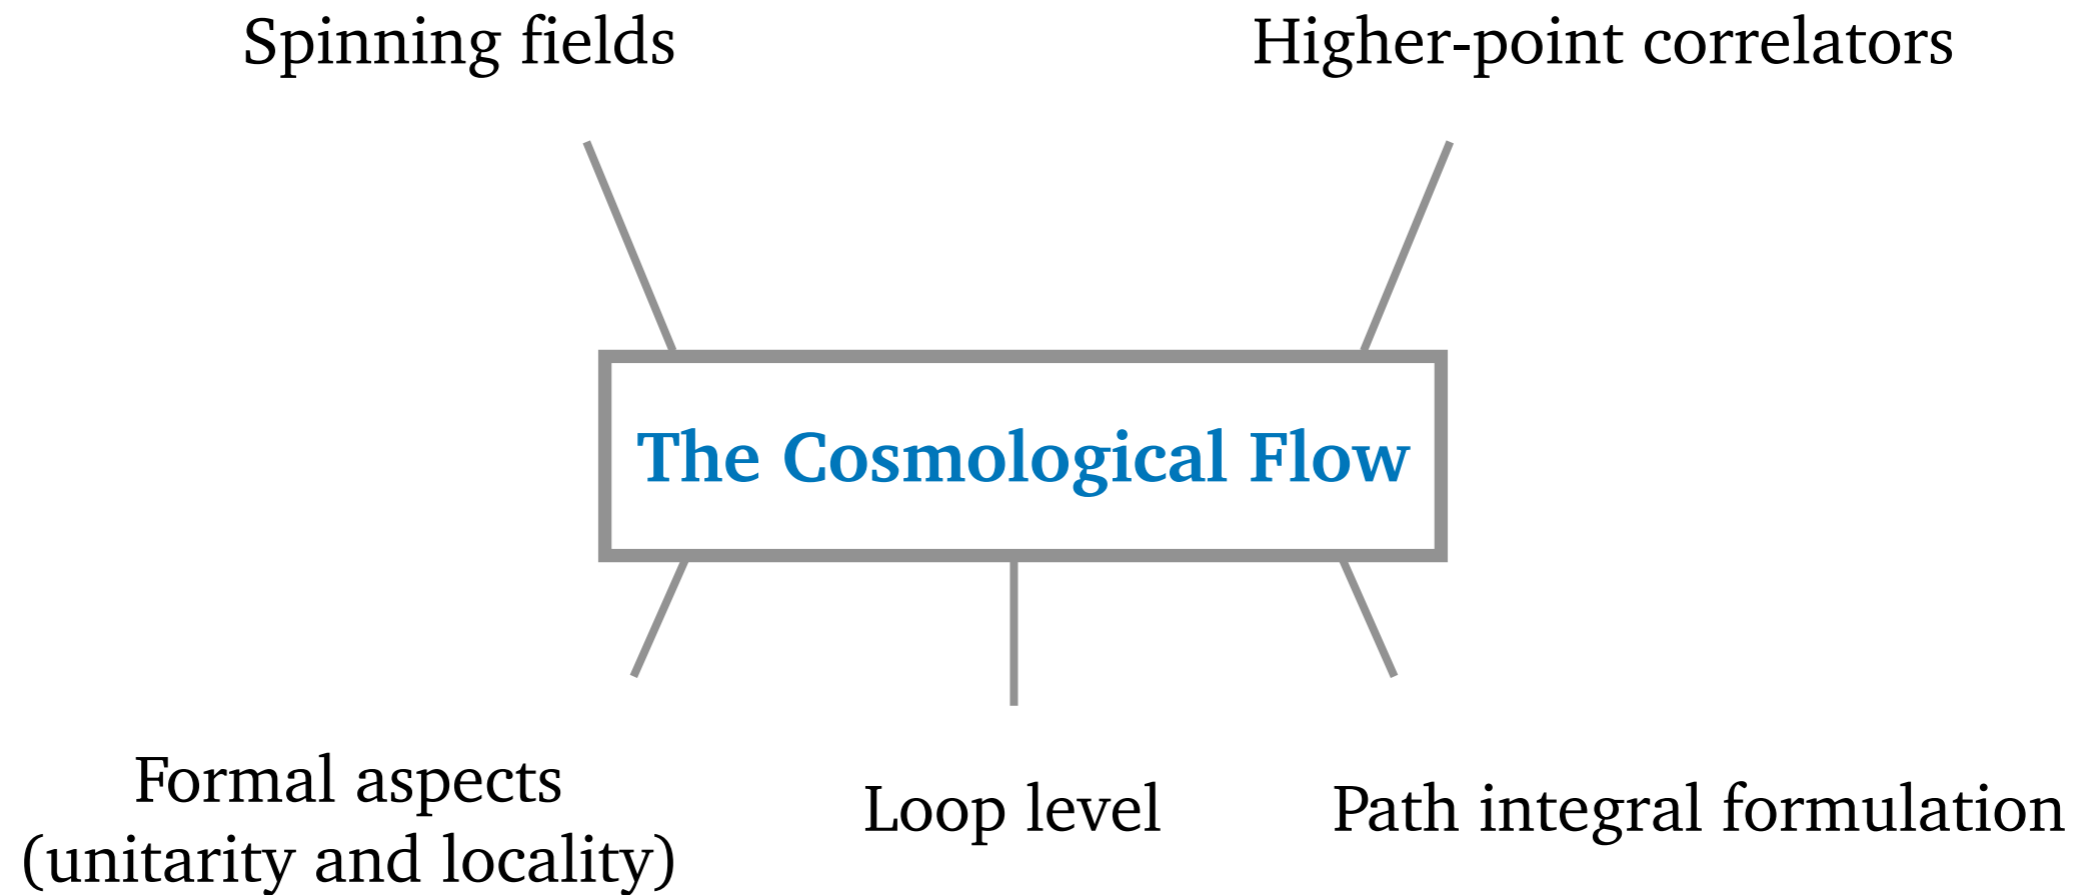 Spinning fields
Higher-point correlators
The Cosmological Flow
Formal aspects
(unitarity and locality)
Loop level
Path integral formulation